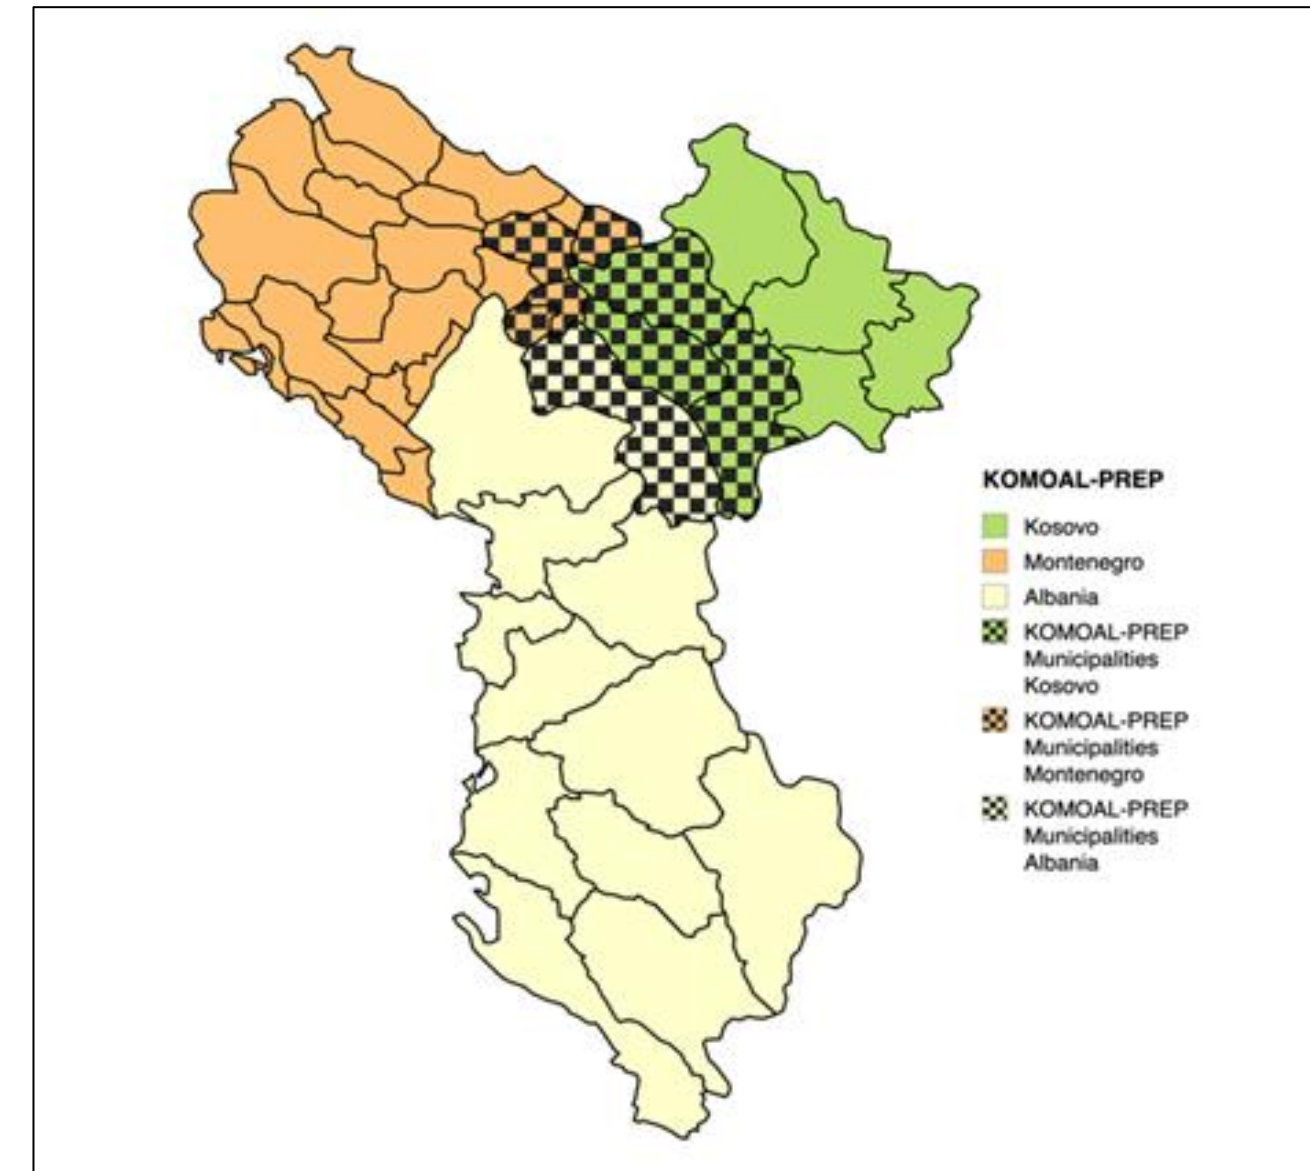 KOMOAL-PREP
Kosovo
Montenegro
Albania
KOMOAL-PREP
Municipalities
Kosovo
KOMOAL-PREP
Municipalities
Montenegro
KOMOAL-PREP
Municipalities
Albania